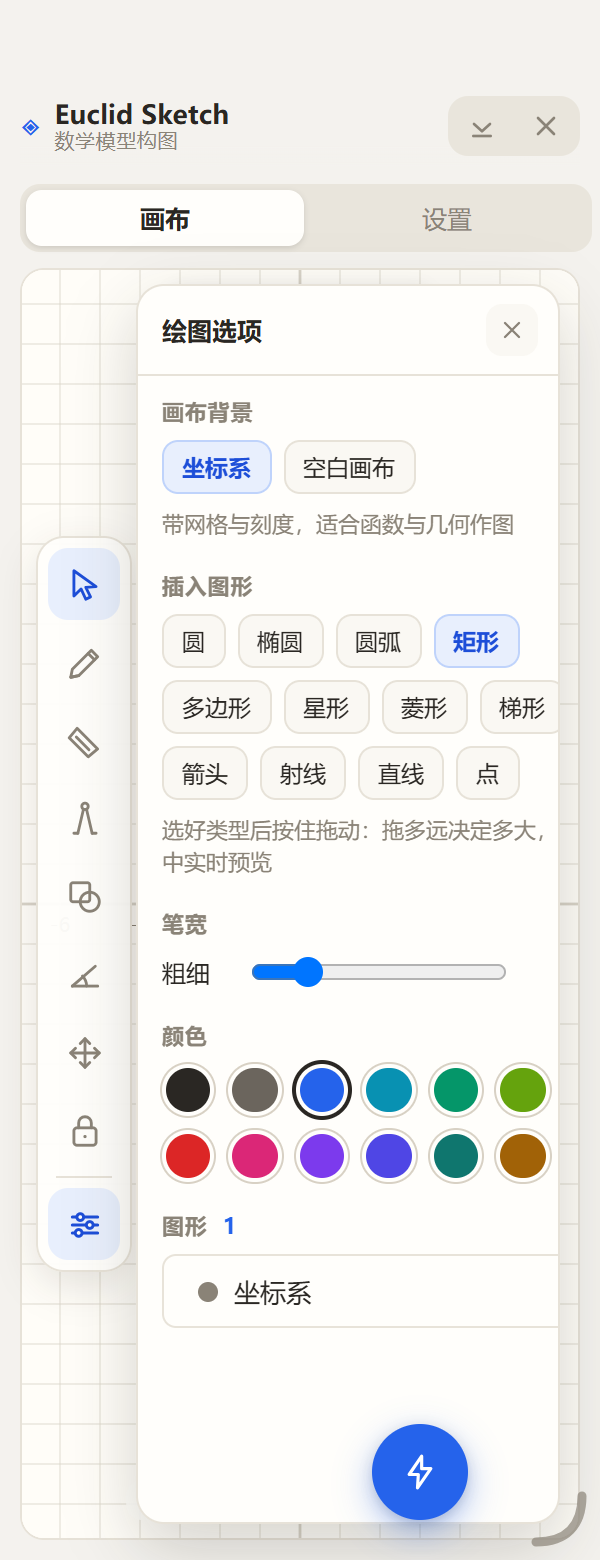 Euclid Sketch
数学模型构图
画布
设置
绘图选项
画布背景
坐标系
空白画布
带网格与刻度，适合函数与几何作图
插入图形
圆
椭圆
圆弧
矩形
多边形
星形
菱形
梯形
箭头
射线
直线
点
选好类型后按住拖动：拖多远决定多大，
中实时预览
笔宽
粗细
颜色
图形 1
坐标系